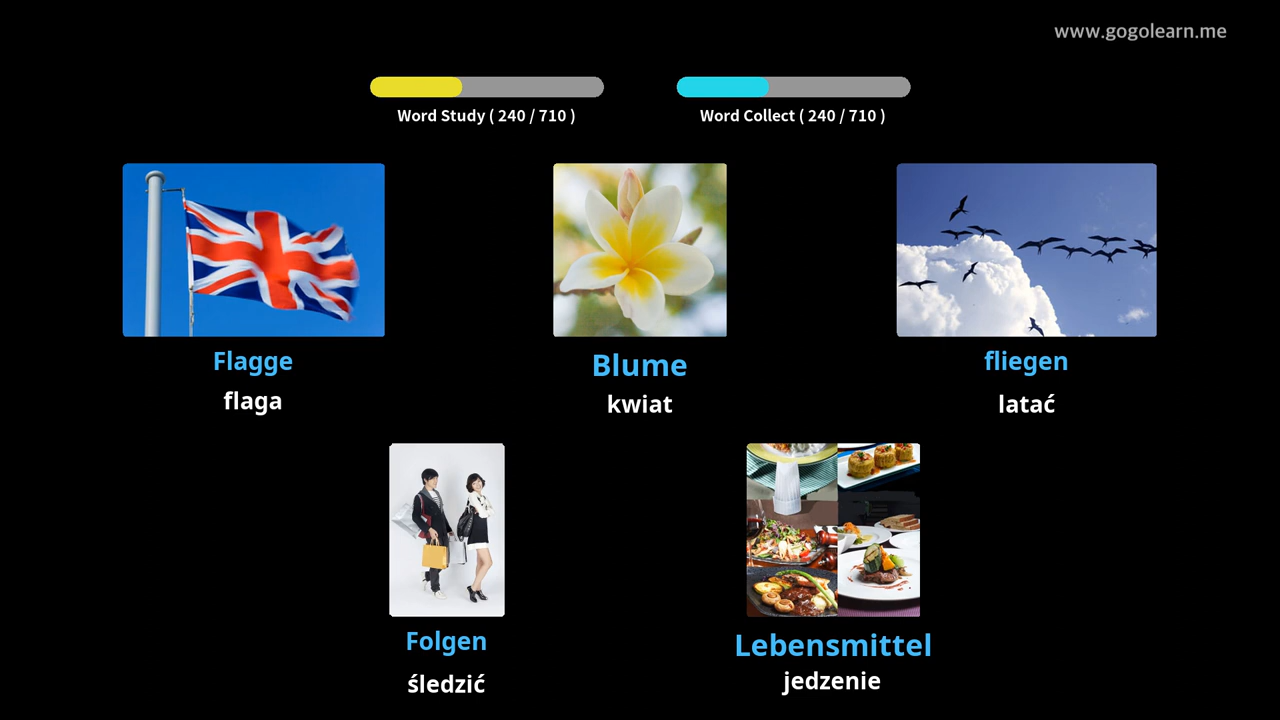 www.gogolearn.me
Word Study ( 240 / 710 )
Word Collect ( 240 / 710 )
Flagge
flaga
Blume
kwiat
fliegen
latać
Folgen
śledzić
Lebensmittel
jedzenie